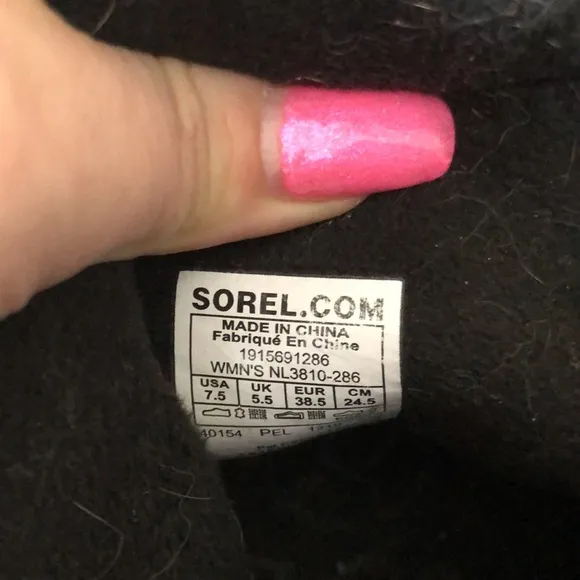 SOREL.COM
MADE IN CHINA
Fabriqué En Chine
1915691286
WMN'S NL3810-286
USA UK EUR CM
7.5 5.5 38.5 24.5
40154 PEL